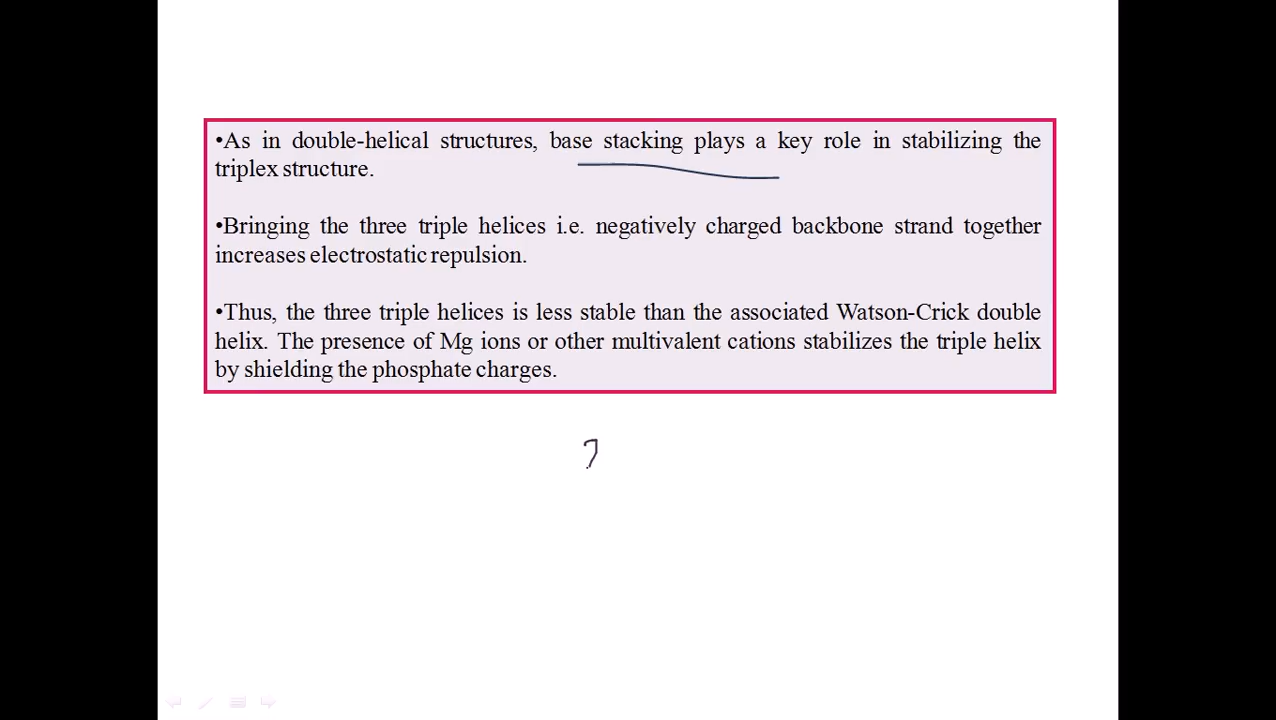 •As in double-helical structures, base stacking plays a key role in stabilizing the
triplex structure.
•Bringing the three triple helices i.e. negatively charged backbone strand together
increases electrostatic repulsion.
•Thus, the three triple helices is less stable than the associated Watson-Crick double
helix. The presence of Mg ions or other multivalent cations stabilizes the triple helix
by shielding the phosphate charges.